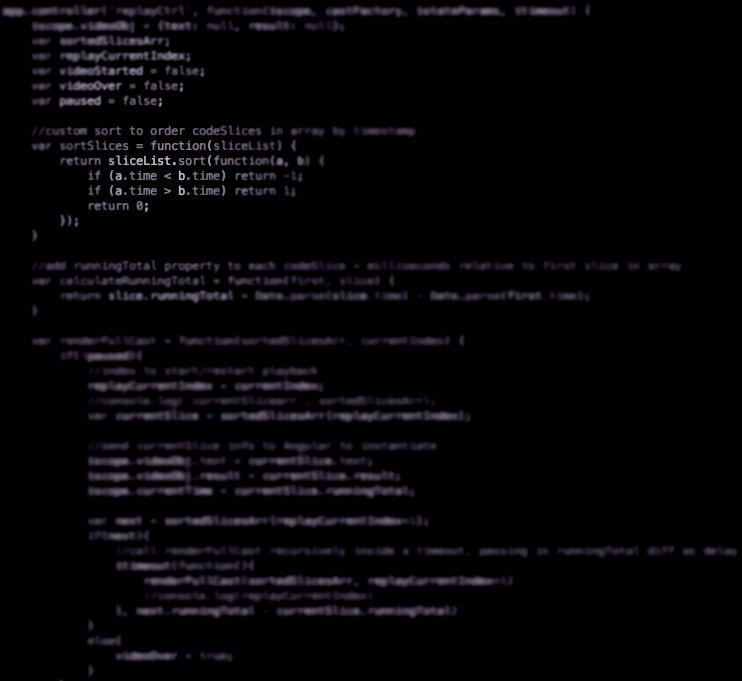 app.controller('replayCtrl', function($scope, castFactory, $stateParams, $timeout) {
$scope.videoObj = {text: null, result: null};
var sortedSlicesArr;
var replayCurrentIndex;
var videoStarted = false;
var videoOver = false;
var paused = false;
//custom sort to order codeSlices in array by timestamp
var sortSlices = function(sliceList) {
return sliceList.sort(function(a, b) {
if (a.time < b.time) return -1;
if (a.time > b.time) return 1;
return 0;
});
}
//add runningTotal property to each codeSlice = milliseconds relative to first slice in array
var calculateRunningTotal = function(first, slice) {
return slice.runningTotal = Date.parse(slice.time) - Date.parse(first.time);
}
var renderFullCast = function(sortedSlicesArr, currentIndex) {
if(!paused){
//index to start/restart playback
replayCurrentIndex = currentIndex;
//console.log( sortedSlicesArr);
var currentSlice = sortedSlicesArr[replayCurrentIndex];
//send currentSlice info to Angular to instantiate
$scope.videoObj.text = currentSlice.text;
$scope.videoObj.result = currentSlice.result;
$scope.currentTime = currentSlice.runningTotal;
var next = sortedSlicesArr[replayCurrentIndex+1];
if(next){
//call renderFullCast recursively inside a timeout, passing in runningTotal diff as delay
$timeout(function(){
renderFullCast(sortedSlicesArr, replayCurrentIndex+1)
//console.log(replayCurrentIndex)
}, next.runningTotal - currentSlice.runningTotal)
}
else{
videoOver = true;
}